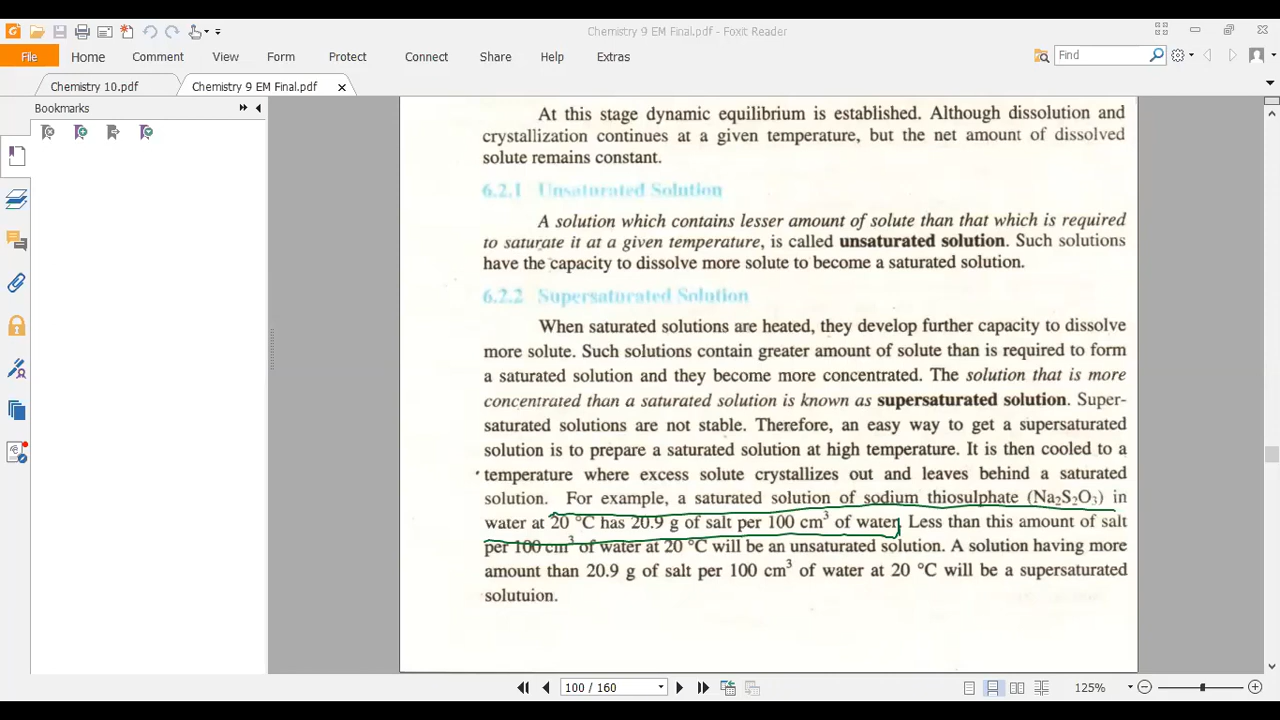 Chemistry 9 EM Final.pdf - Foxit Reader
File Home Comment View Form Protect Connect Share Help Extras Find
Chemistry 10.pdf Chemistry 9 EM Final.pdf
Bookmarks
At this stage dynamic equilibrium is established. Although dissolution and
crystallization continues at a given temperature, but the net amount of dissolved
solute remains constant.
6.2.1 Unsaturated Solution
A solution which contains lesser amount of solute than that which is required
to saturate it at a given temperature, is called unsaturated solution. Such solutions
have the capacity to dissolve more solute to become a saturated solution.
6.2.2 Supersaturated Solution
When saturated solutions are heated, they develop further capacity to dissolve
more solute. Such solutions contain greater amount of solute than is required to form
a saturated solution and they become more concentrated. The solution that is more
concentrated than a saturated solution is known as supersaturated solution. Super-
saturated solutions are not stable. Therefore, an easy way to get a supersaturated
solution is to prepare a saturated solution at high temperature. It is then cooled to a
temperature where excess solute crystallizes out and leaves behind a saturated
solution. For example, a saturated solution of sodium thiosulphate (Na₂S₂O₃) in
water at 20 °C has 20.9 g of salt per 100 cm³ of water. Less than this amount of salt
per 100 cm³ of water at 20 °C will be an unsaturated solution. A solution having more
amount than 20.9 g of salt per 100 cm³ of water at 20 °C will be a supersaturated
solutuion.
100 / 160 125%